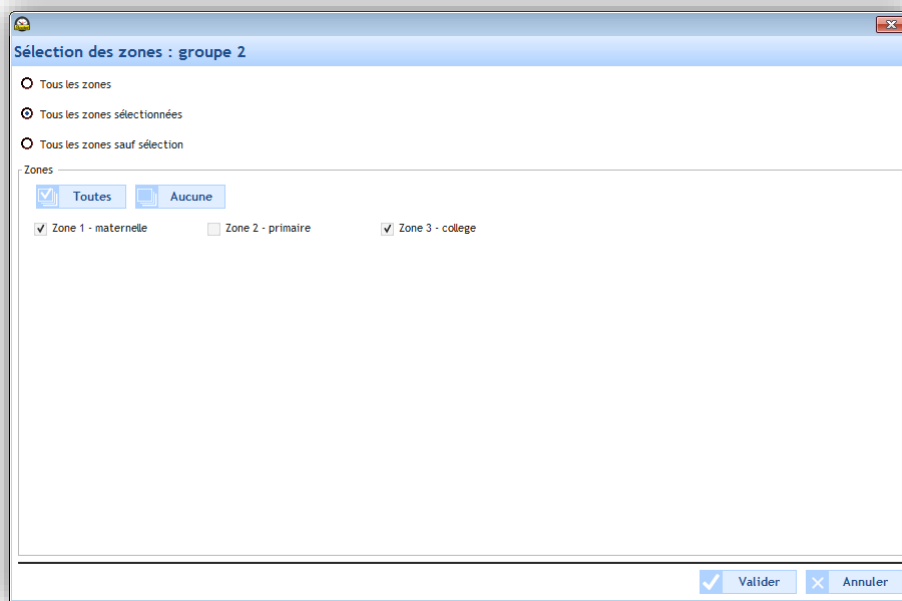 Sélection des zones : groupe 2
Tous les zones
Tous les zones sélectionnées
Tous les zones sauf sélection
Zones
Toutes Aucune
Zone 1 - maternelle Zone 2 - primaire Zone 3 - college
Valider Annuler